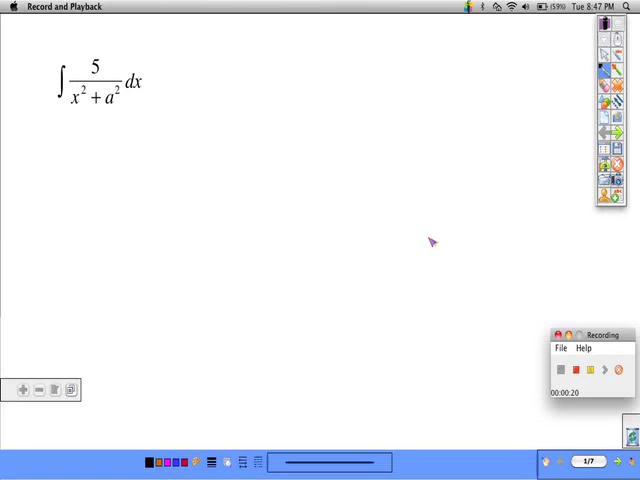 Record and Playback
(59%) Tue 8:47 PM
∫ 5/(x² + a²) dx
Recording
File Help
00:00:20
1/7